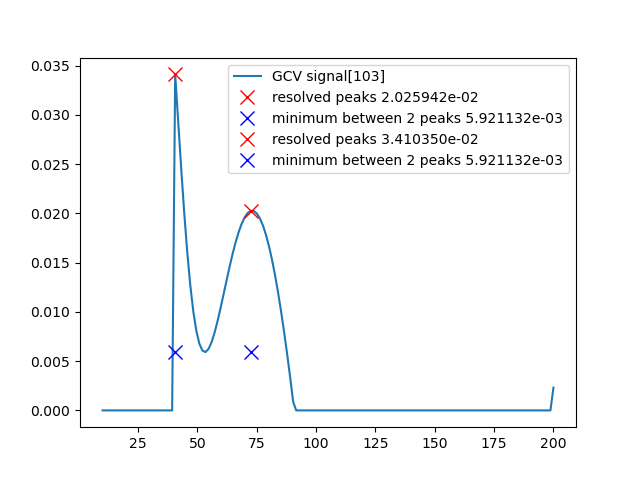 GCV signal[103]
resolved peaks 2.025942e-02
minimum between 2 peaks 5.921132e-03
resolved peaks 3.410350e-02
minimum between 2 peaks 5.921132e-03
0.035
0.030
0.025
0.020
0.015
0.010
0.005
0.000
25 50 75 100 125 150 175 200